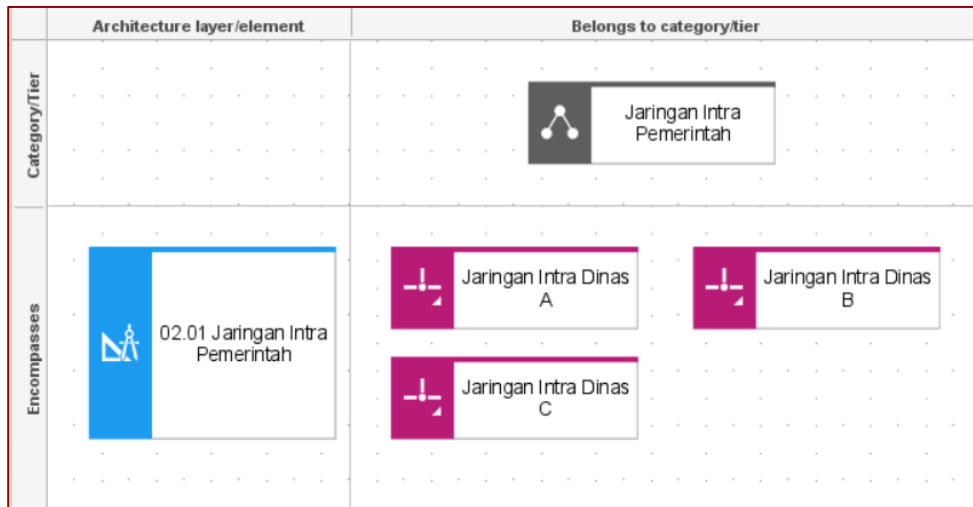 Architecture layer/element
Belongs to category/tier
Category/Tier
Jaringan Intra
Pemerintah
Encompasses
02.01 Jaringan Intra
Pemerintah
Jaringan Intra Dinas
A
Jaringan Intra Dinas
B
Jaringan Intra Dinas
C